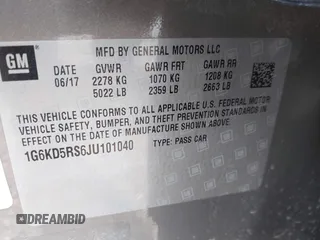 GM
MFD BY GENERAL MOTORS LLC
DATE GVWR GAWR FRT GAWR RR
06/17 2278 KG 1070 KG 1208 KG
5022 LB 2359 LB 2663 LB
THIS VEHICLE CONFORMS TO ALL APPLICABLE U.S. FEDERAL MOTOR
VEHICLE SAFETY, BUMPER, AND THEFT PREVENTION STANDARDS IN
EFFECT ON THE DATE OF MANUFACTURE SHOWN ABOVE.
1G6KD5RS6JU101040 TYPE: PASS CAR
DREAMBID